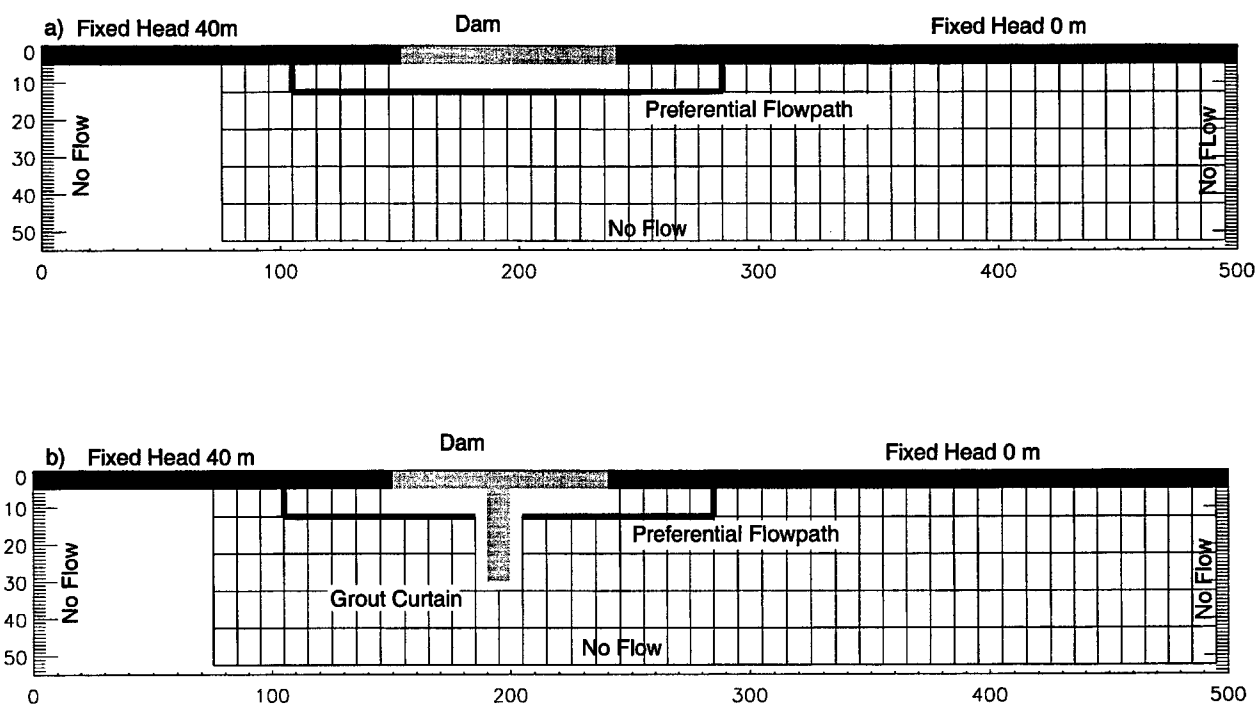 a) Fixed Head 40m Dam Fixed Head 0 m
0
10
20
30
40
50
No Flow
Preferential Flowpath
No FLow
No Flow
0 100 200 300 400 500
b) Fixed Head 40 m Dam Fixed Head 0 m
0
10
20
30
40
50
No Flow
Preferential Flowpath
Grout Curtain
No Flow
No Flow
0 100 200 300 400 500